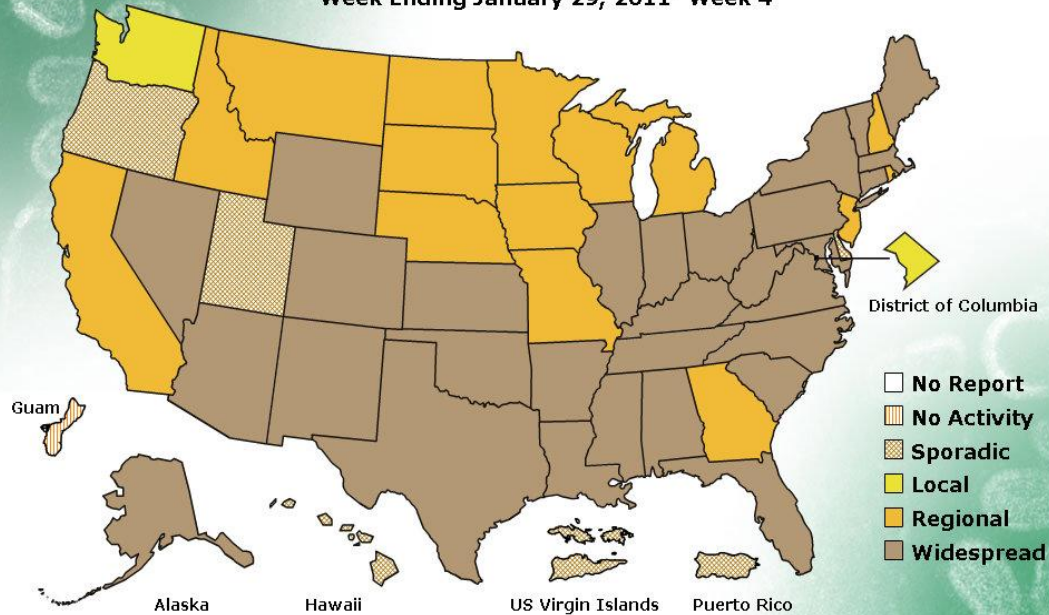 Week Ending January 29, 2011- Week 4
District of Columbia
No Report
Guam
No Activity
Sporadic
Local
Regional
Widespread
Alaska
Hawaii
US Virgin Islands
Puerto Rico